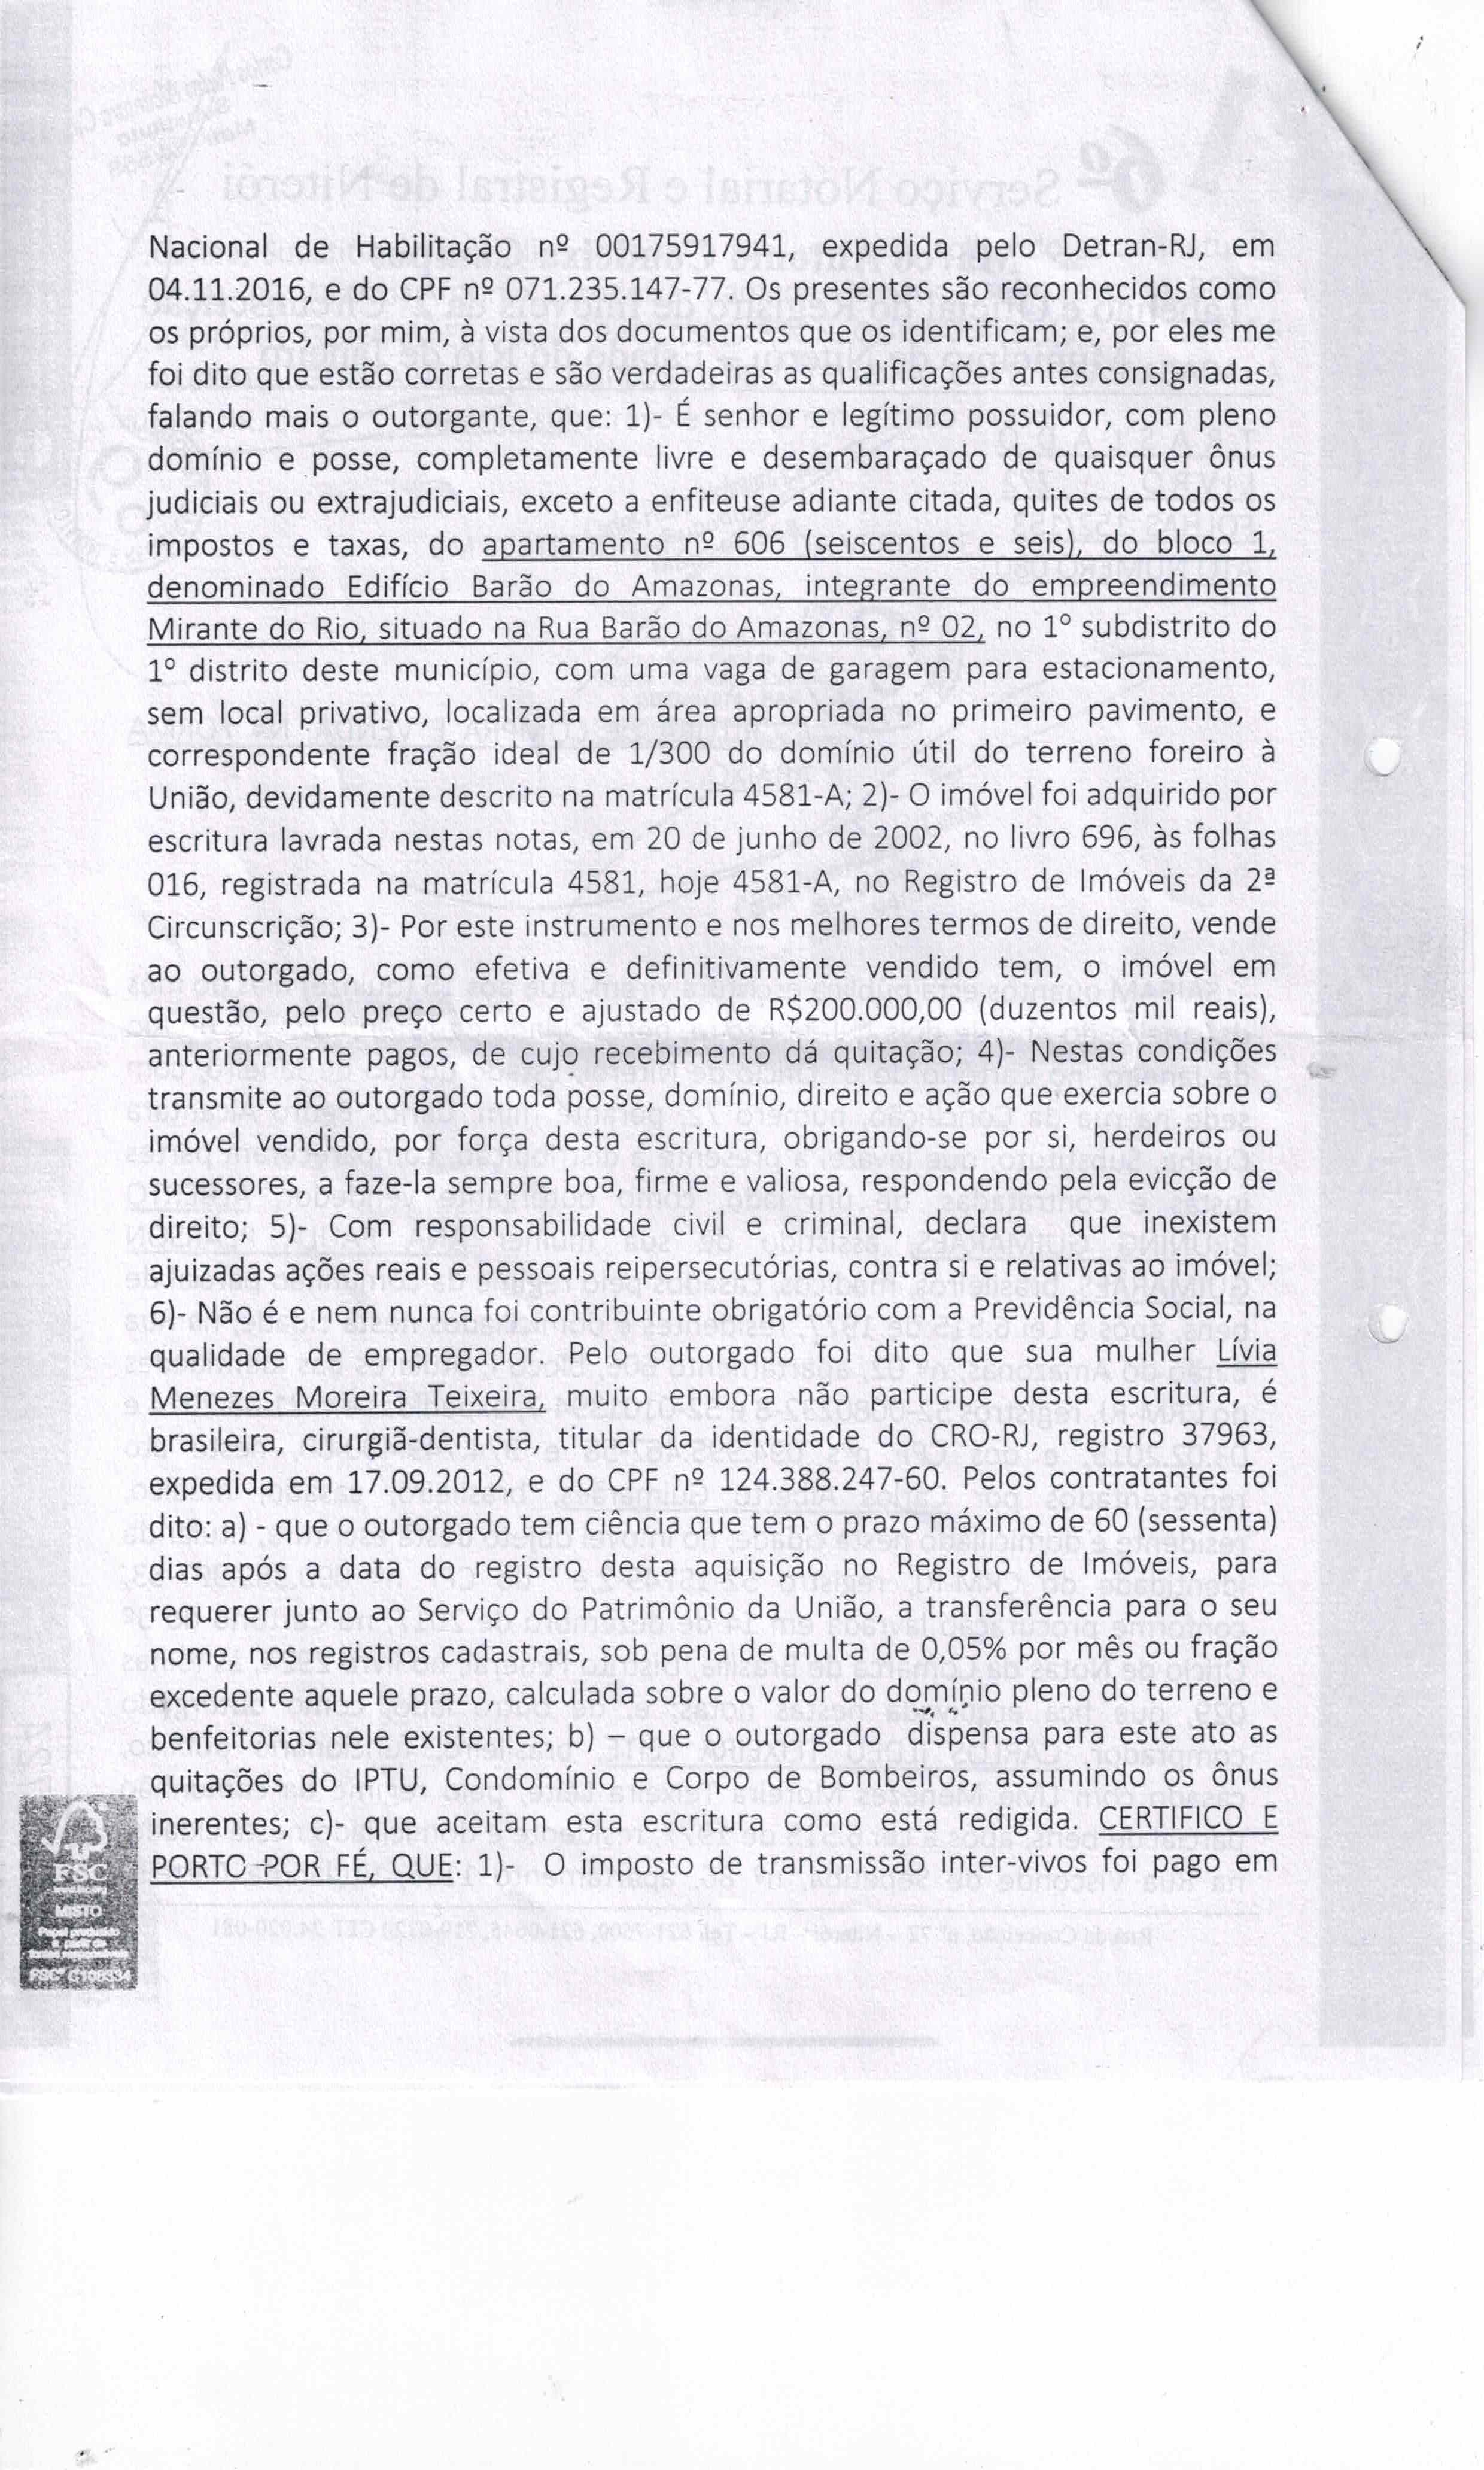 6º Serviço Notarial e Registral de Niterói
Nacional de Habilitação nº 00175917941, expedida pelo Detran-RJ, em
04.11.2016, e do CPF nº 071.235.147-77. Os presentes são reconhecidos como
os próprios, por mim, à vista dos documentos que os identificam; e, por eles me
foi dito que estão corretas e são verdadeiras as qualificações antes consignadas,
falando mais o outorgante, que: 1)- É senhor e legítimo possuidor, com pleno
domínio e posse, completamente livre e desembaraçado de quaisquer ônus
judiciais ou extrajudiciais, exceto a enfiteuse adiante citada, quites de todos os
impostos e taxas, do apartamento nº 606 (seiscentos e seis), do bloco 1,
denominado Edifício Barão do Amazonas, integrante do empreendimento
Mirante do Rio, situado na Rua Barão do Amazonas, nº 02, no 1º subdistrito do
1º distrito deste município, com uma vaga de garagem para estacionamento,
sem local privativo, localizada em área apropriada no primeiro pavimento, e
correspondente fração ideal de 1/300 do domínio útil do terreno foreiro à
União, devidamente descrito na matrícula 4581-A; 2)- O imóvel foi adquirido por
escritura lavrada nestas notas, em 20 de junho de 2002, no livro 696, às folhas
016, registrada na matrícula 4581, hoje 4581-A, no Registro de Imóveis da 2ª
Circunscrição; 3)- Por este instrumento e nos melhores termos de direito, vende
ao outorgado, como efetiva e definitivamente vendido tem, o imóvel em
questão, pelo preço certo e ajustado de R$200.000,00 (duzentos mil reais),
anteriormente pagos, de cujo recebimento dá quitação; 4)- Nestas condições
transmite ao outorgado toda posse, domínio, direito e ação que exercia sobre o
imóvel vendido, por força desta escritura, obrigando-se por si, herdeiros ou
sucessores, a faze-la sempre boa, firme e valiosa, respondendo pela evicção de
direito; 5)- Com responsabilidade civil e criminal, declara que inexistem
ajuizadas ações reais e pessoais reipersecutórias, contra si e relativas ao imóvel;
6)- Não é e nem nunca foi contribuinte obrigatório com a Previdência Social, na
qualidade de empregador. Pelo outorgado foi dito que sua mulher Lívia
Menezes Moreira Teixeira, muito embora não participe desta escritura, é
brasileira, cirurgiã-dentista, titular da identidade do CRO-RJ, registro 37963,
expedida em 17.09.2012, e do CPF nº 124.388.247-60. Pelos contratantes foi
dito: a) - que o outorgado tem ciência que tem o prazo máximo de 60 (sessenta)
dias após a data do registro desta aquisição no Registro de Imóveis, para
requerer junto ao Serviço do Patrimônio da União, a transferência para o seu
nome, nos registros cadastrais, sob pena de multa de 0,05% por mês ou fração
excedente aquele prazo, calculada sobre o valor do domínio pleno do terreno e
benfeitorias nele existentes; b) – que o outorgado dispensa para este ato as
quitações do IPTU, Condomínio e Corpo de Bombeiros, assumindo os ônus
inerentes; c)- que aceitam esta escritura como está redigida. CERTIFICO E
PORTO POR FÉ, QUE: 1)- O imposto de transmissão inter-vivos foi pago em
FSC
MISTO